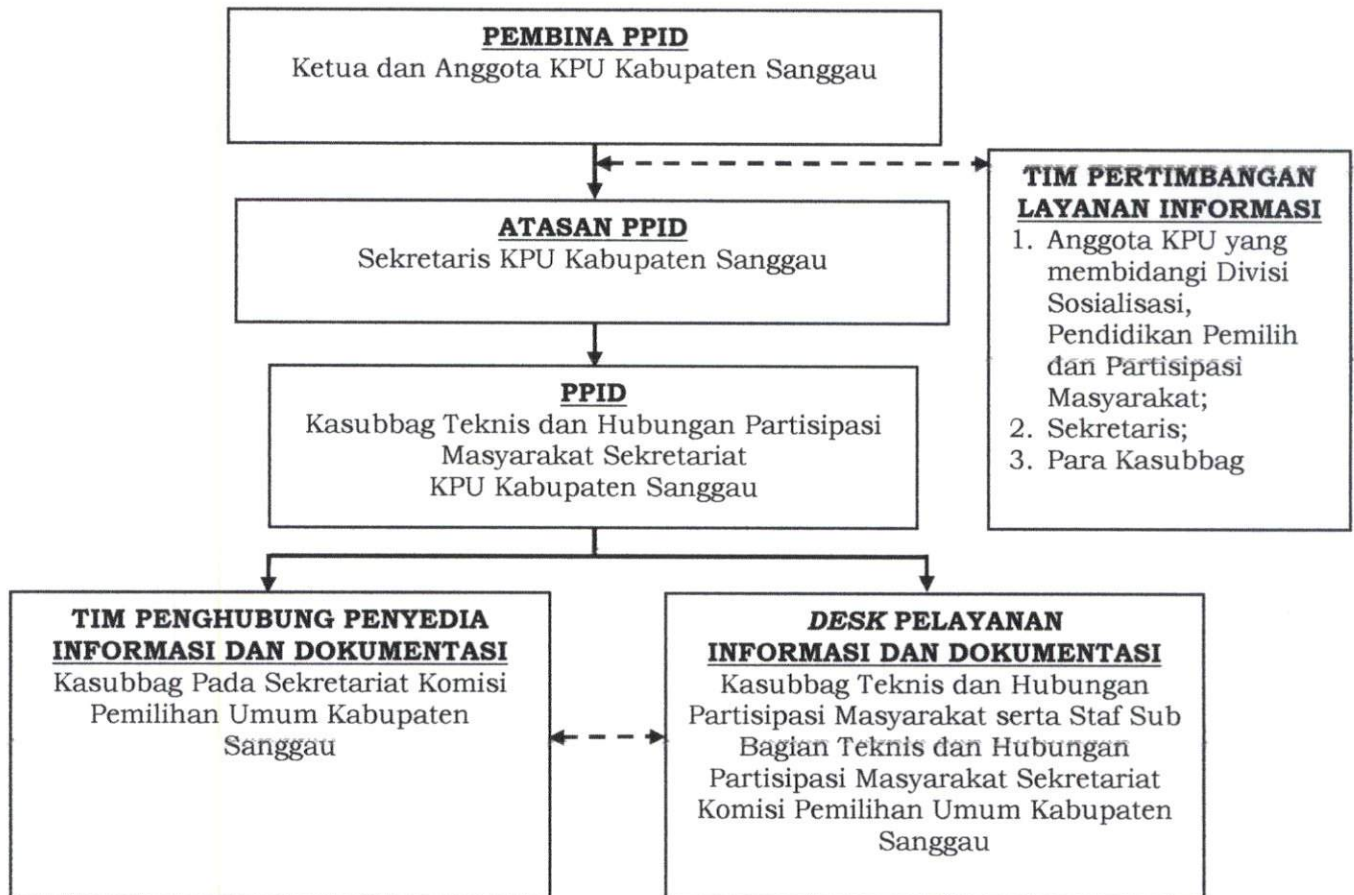 PEMBINA PPID
Ketua dan Anggota KPU Kabupaten Sanggau
ATASAN PPID
Sekretaris KPU Kabupaten Sanggau
TIM PERTIMBANGAN
LAYANAN INFORMASI
1. Anggota KPU yang
membidangi Divisi
Sosialisasi,
Pendidikan Pemilih
dan Partisipasi
Masyarakat;
2. Sekretaris;
3. Para Kasubbag
PPID
Kasubbag Teknis dan Hubungan Partisipasi
Masyarakat Sekretariat
KPU Kabupaten Sanggau
TIM PENGHUBUNG PENYEDIA
INFORMASI DAN DOKUMENTASI
Kasubbag Pada Sekretariat Komisi
Pemilihan Umum Kabupaten
Sanggau
DESK PELAYANAN
INFORMASI DAN DOKUMENTASI
Kasubbag Teknis dan Hubungan
Partisipasi Masyarakat serta Staf Sub
Bagian Teknis dan Hubungan
Partisipasi Masyarakat Sekretariat
Komisi Pemilihan Umum Kabupaten
Sanggau